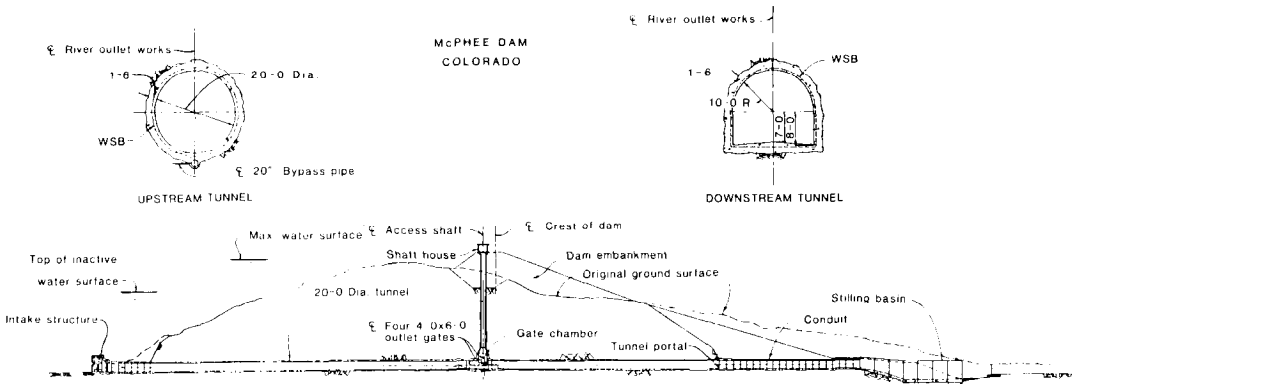 ℄ River outlet works
McPHEE DAM
COLORADO
℄ River outlet works
1-6
20-0 Dia.
WSB
1-6
WSB
10-0 R
7-0
8-0
℄ 20" Bypass pipe
UPSTREAM TUNNEL
DOWNSTREAM TUNNEL
Max. water surface
℄ Access shaft
℄ Crest of dam
Shaft house
Dam embankment
Top of inactive
water surface
Original ground surface
20-0 Dia. tunnel
Stilling basin
Intake structure
℄ Four 4-0x6-0
outlet gates
Gate chamber
Conduit
Tunnel portal